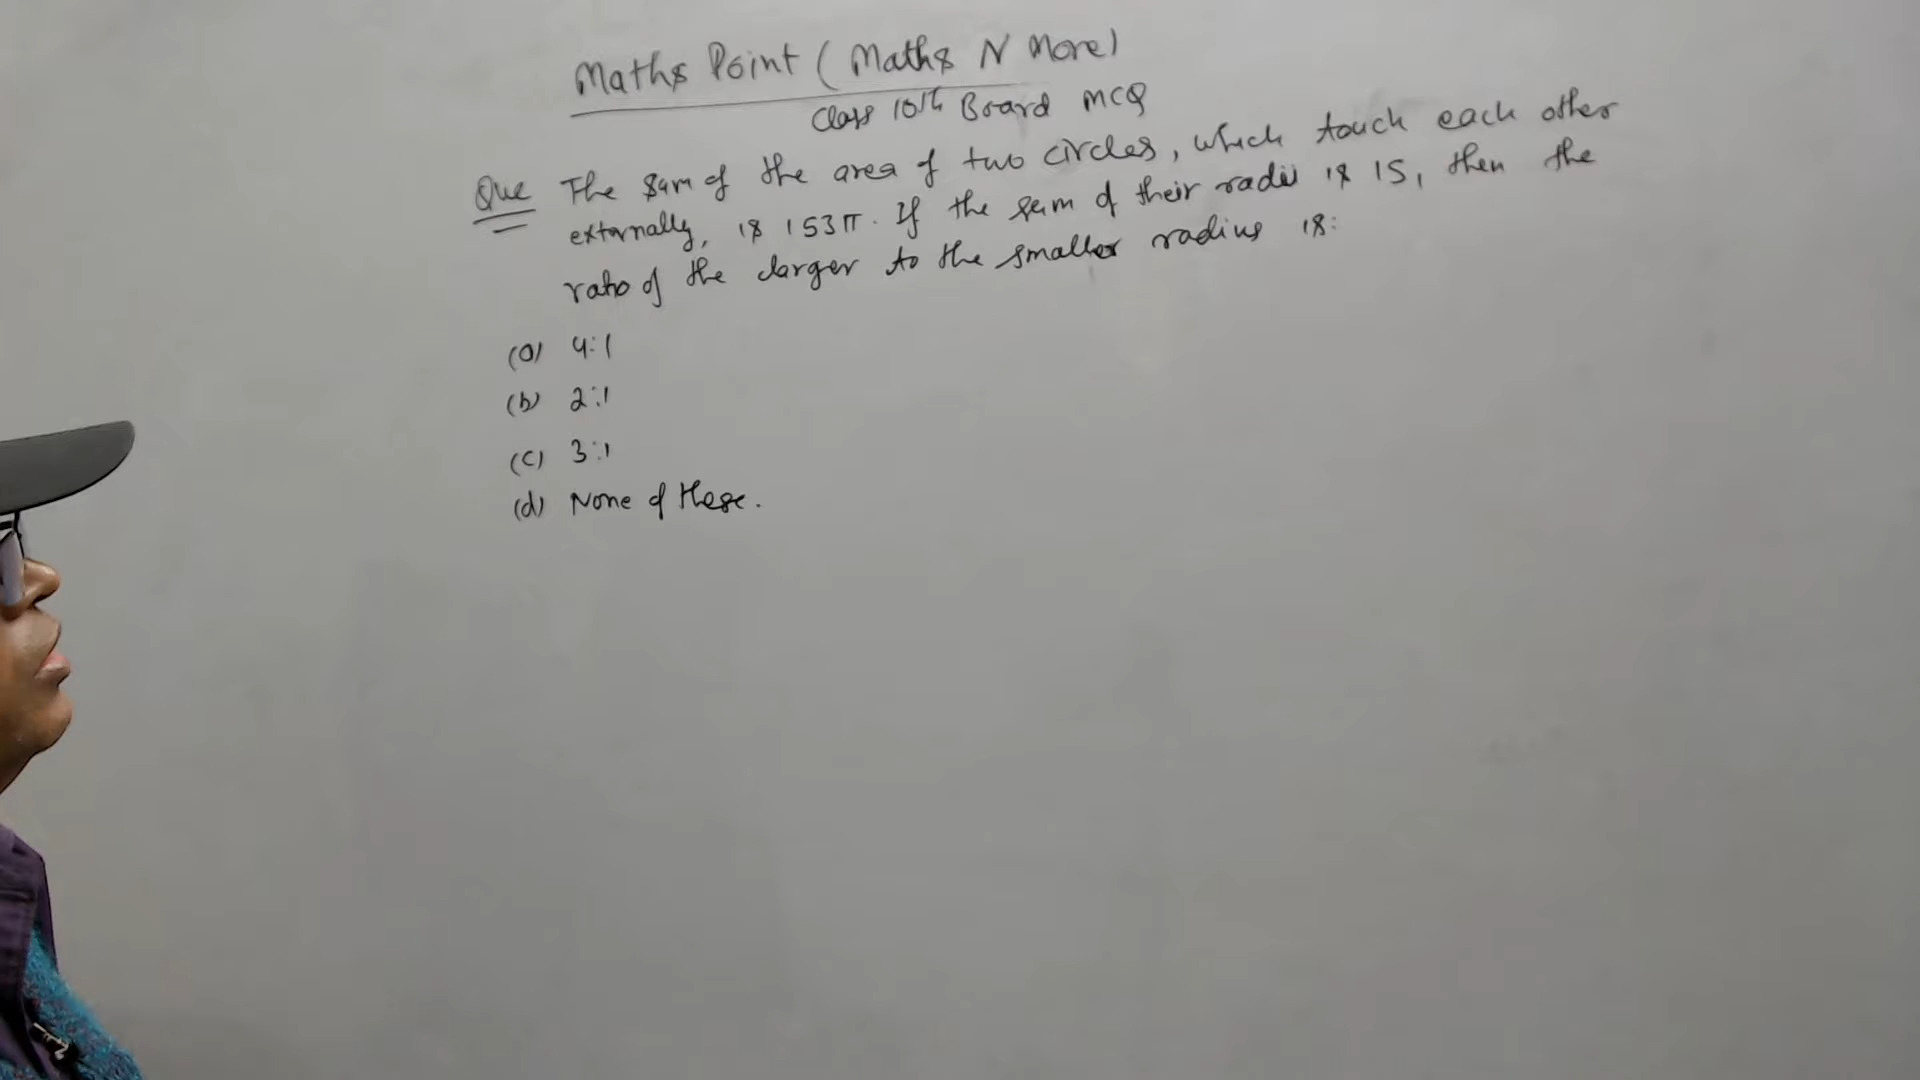 Maths Point (Maths N More)
Class 10th Board MCQ
Que The sum of the area of two circles, which touch each other
externally, is 153π. If the sum of their radii is 15, then the
ratio of the larger to the smaller radius is:
(a) 4:1
(b) 2:1
(c) 3:1
(d) None of these.